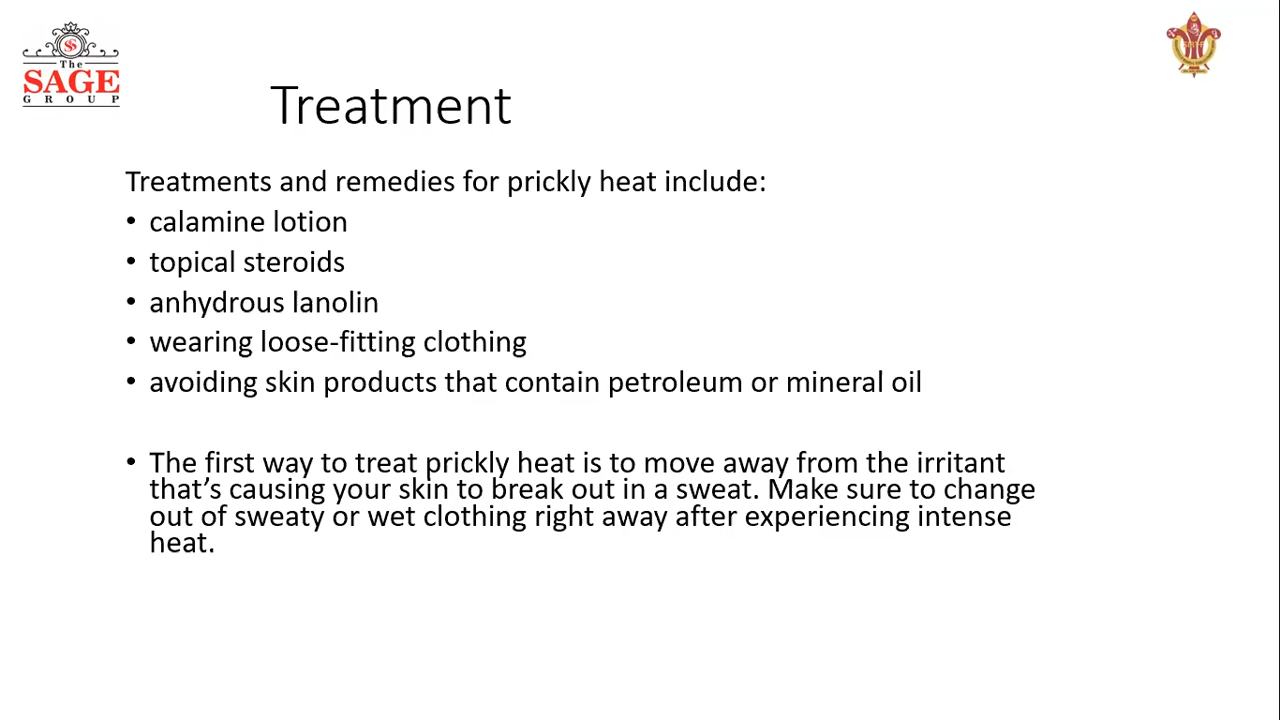 The
SAGE
GROUP
Treatment
Treatments and remedies for prickly heat include:
• calamine lotion
• topical steroids
• anhydrous lanolin
• wearing loose-fitting clothing
• avoiding skin products that contain petroleum or mineral oil
• The first way to treat prickly heat is to move away from the irritant
that’s causing your skin to break out in a sweat. Make sure to change
out of sweaty or wet clothing right away after experiencing intense
heat.